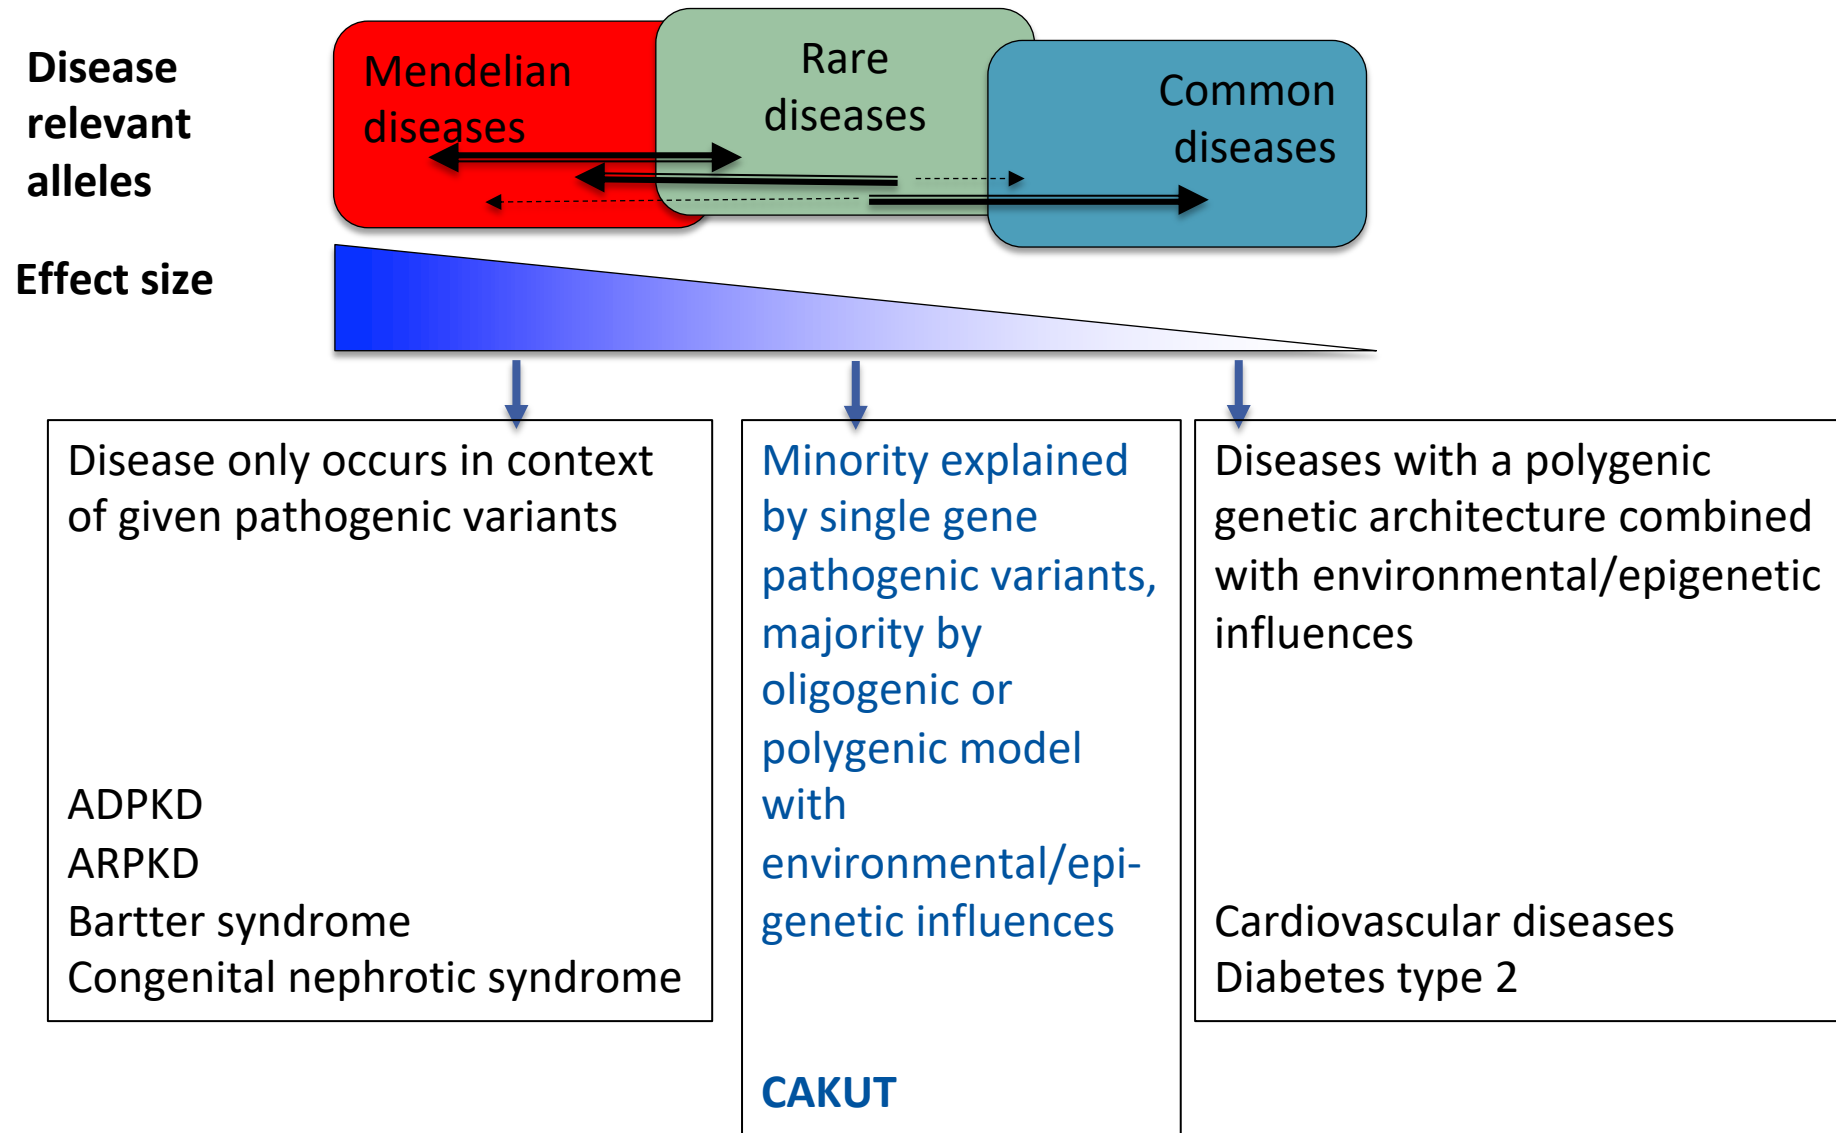 Disease
relevant
alleles
Mendelian
diseases
Rare
diseases
Common
diseases
Effect size
Disease only occurs in context
of given pathogenic variants
ADPKD
ARPKD
Bartter syndrome
Congenital nephrotic syndrome
Minority explained
by single gene
pathogenic variants,
majority by
oligogenic or
polygenic model
with
environmental/epi-
genetic influences
CAKUT
Diseases with a polygenic
genetic architecture combined
with environmental/epigenetic
influences
Cardiovascular diseases
Diabetes type 2